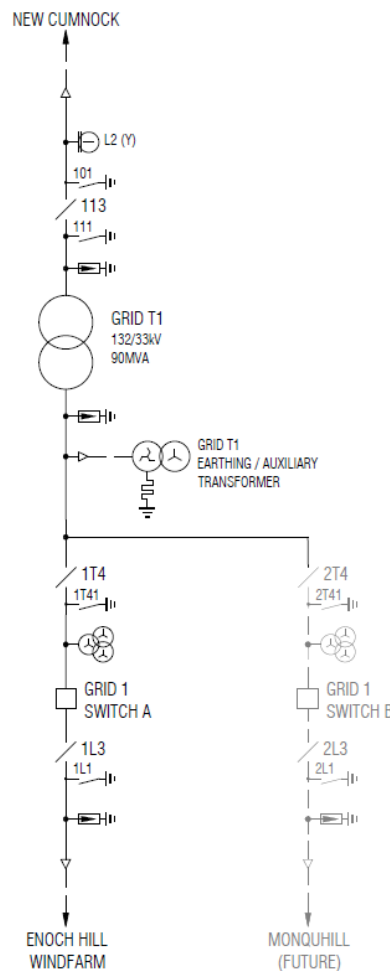 NEW CUMNOCK
L2 (Y)
101
113
111
GRID T1
132/33kV
90MVA
GRID T1
EARTHING / AUXILIARY
TRANSFORMER
1T4
1T41
GRID 1
SWITCH A
1L3
1L1
ENOCH HILL
WINDFARM
2T4
2T41
GRID 1
SWITCH B
2L3
2L1
MONQUHILL
(FUTURE)